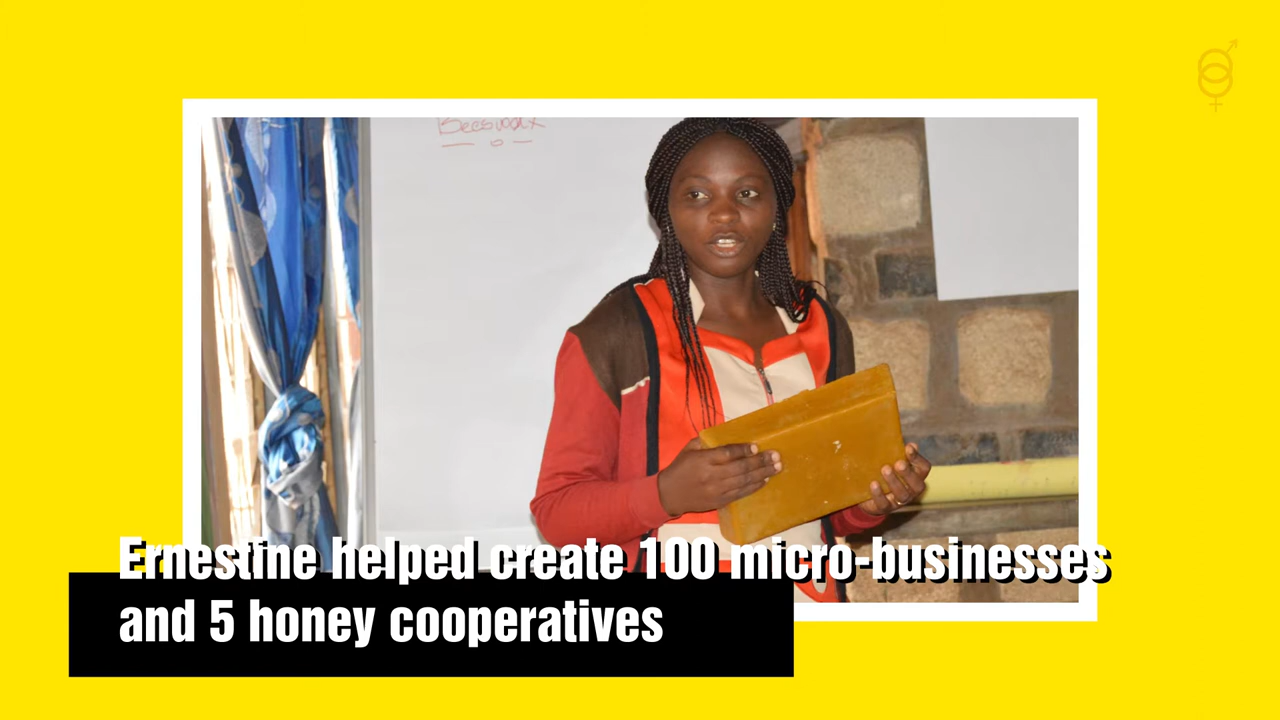 Beeswax
Ernestine helped create 100 micro-businesses
and 5 honey cooperatives